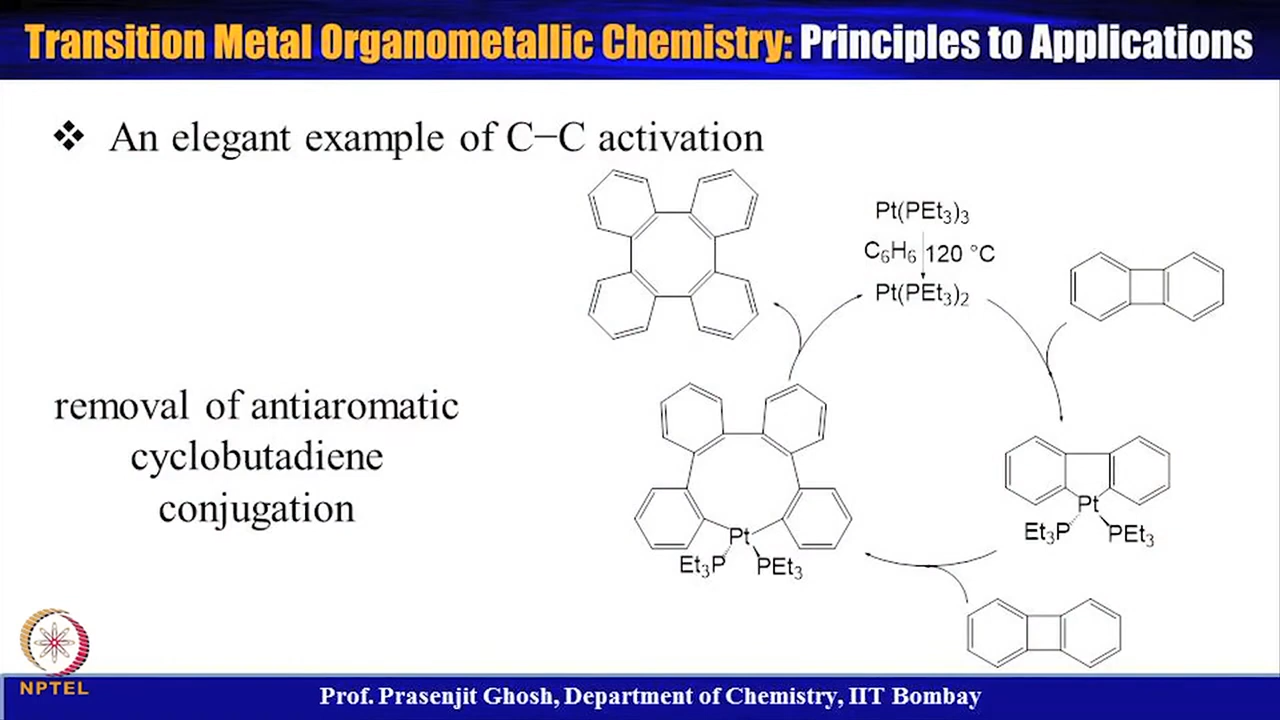 Transition Metal Organometallic Chemistry: Principles to Applications
❖ An elegant example of C−C activation
Pt(PEt₃)₃
C₆H₆ 120 °C
Pt(PEt₃)₂
removal of antiaromatic
cyclobutadiene
conjugation
Pt
Et₃P PEt₃
Pt
Et₃P PEt₃
NPTEL
Prof. Prasenjit Ghosh, Department of Chemistry, IIT Bombay